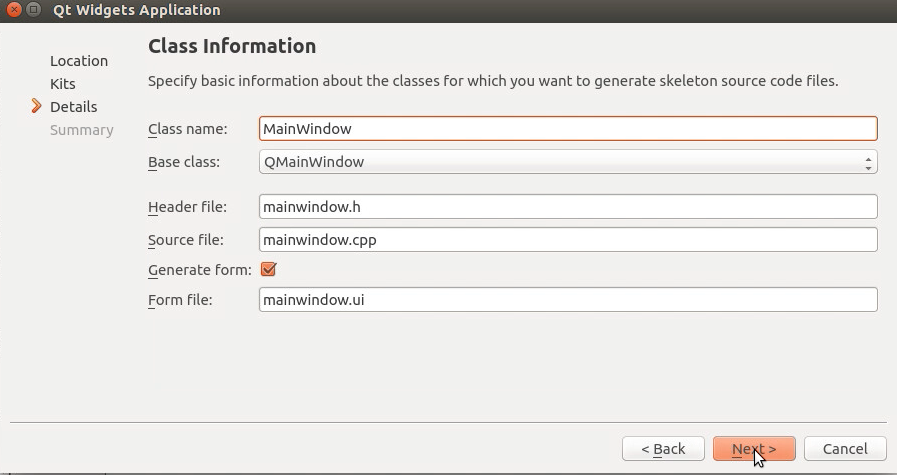 Qt Widgets Application
Location
Kits
Details
Summary
Class Information
Specify basic information about the classes for which you want to generate skeleton source code files.
Class name: MainWindow
Base class: QMainWindow
Header file: mainwindow.h
Source file: mainwindow.cpp
Generate form:
Form file: mainwindow.ui
< Back Next > Cancel